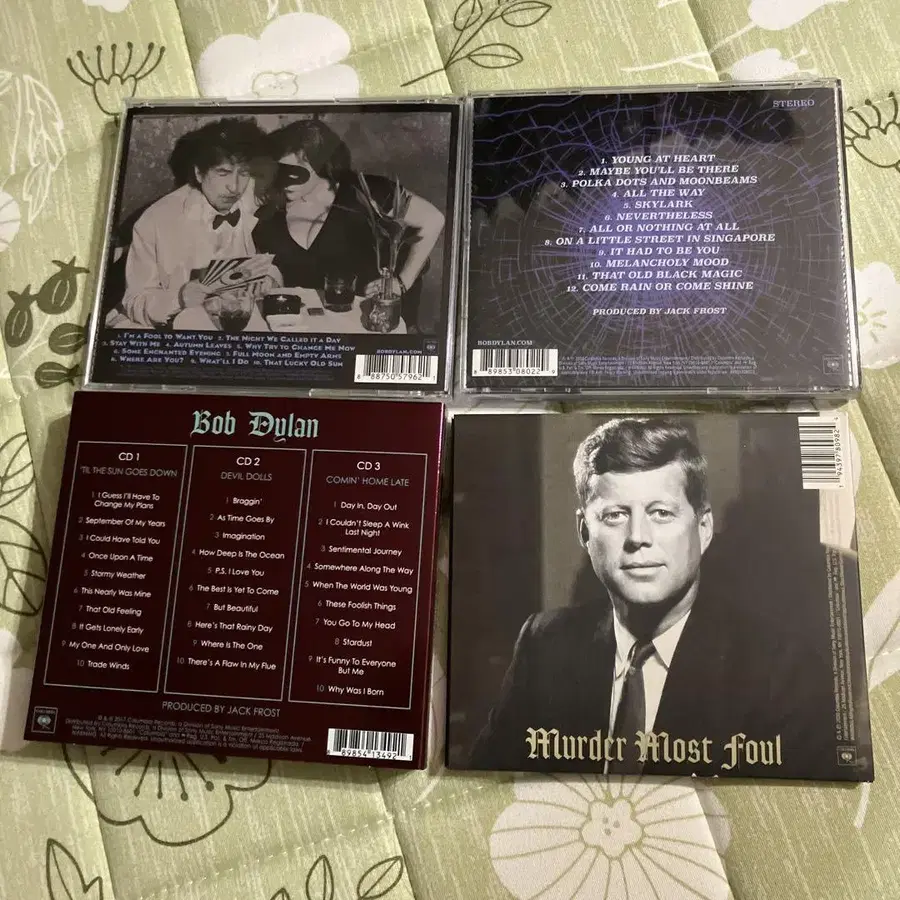 1. I'm a Fool to Want You 2. The Night We Called it a Day
3. Stay with Me 4. Autumn Leaves 5. Why Try to Change Me Now
6. Some Enchanted Evening 7. Full Moon and Empty Arms
8. Where Are You? 9. What'll I Do 10. That Lucky Old Sun
BOBDYLAN.COM
88750 57962
STEREO
1. YOUNG AT HEART
2. MAYBE YOU'LL BE THERE
3. POLKA DOTS AND MOONBEAMS
4. ALL THE WAY
5. SKYLARK
6. NEVERTHELESS
7. ALL OR NOTHING AT ALL
8. ON A LITTLE STREET IN SINGAPORE
9. IT HAD TO BE YOU
10. MELANCHOLY MOOD
11. THAT OLD BLACK MAGIC
12. COME RAIN OR COME SHINE
PRODUCED BY JACK FROST
BOBDYLAN.COM
89853 08022 9
Bob Dylan
CD 1
'TIL THE SUN GOES DOWN
1 I Guess I'll Have To
Change My Plans
2 September Of My Years
3 I Could Have Told You
4 Once Upon A Time
5 Stormy Weather
6 This Nearly Was Mine
7 That Old Feeling
8 It Gets Lonely Early
9 My One And Only Love
10 Trade Winds
CD 2
DEVIL DOLLS
1 Braggin'
2 As Time Goes By
3 Imagination
4 How Deep Is The Ocean
5 P.S. I Love You
6 The Best Is Yet To Come
7 But Beautiful
8 Here's That Rainy Day
9 Where Is The One
10 There's A Flaw In My Flue
CD 3
COMIN' HOME LATE
1 Day In, Day Out
2 I Couldn't Sleep A Wink
Last Night
3 Sentimental Journey
4 Somewhere Along The Way
5 When The World Was Young
6 These Foolish Things
7 You Go To My Head
8 Stardust
9 It's Funny To Everyone
But Me
10 Why Was I Born
PRODUCED BY JACK FROST
89854 13492
Murder Most Foul
1 94397 80982 4